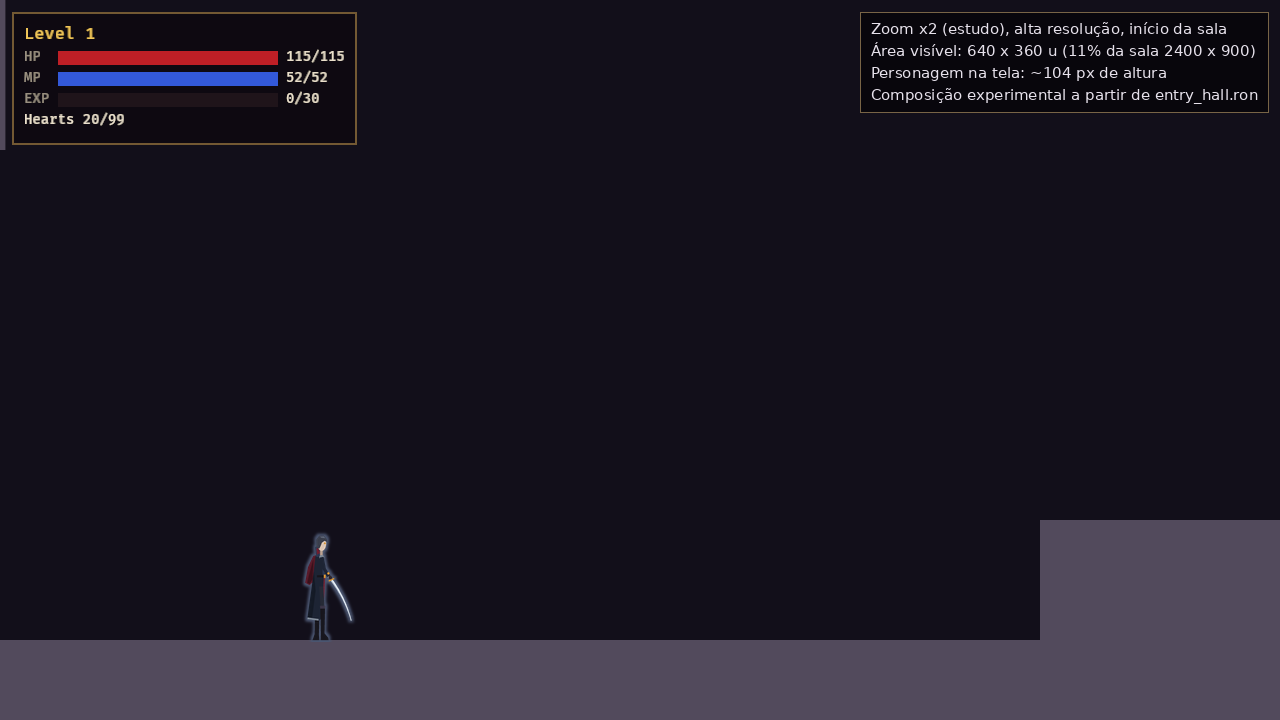 Level 1
HP 115/115
MP 52/52
EXP 0/30
Hearts 20/99
Zoom x2 (estudo), alta resolução, início da sala
Área visível: 640 x 360 u (11% da sala 2400 x 900)
Personagem na tela: ~104 px de altura
Composição experimental a partir de entry_hall.ron